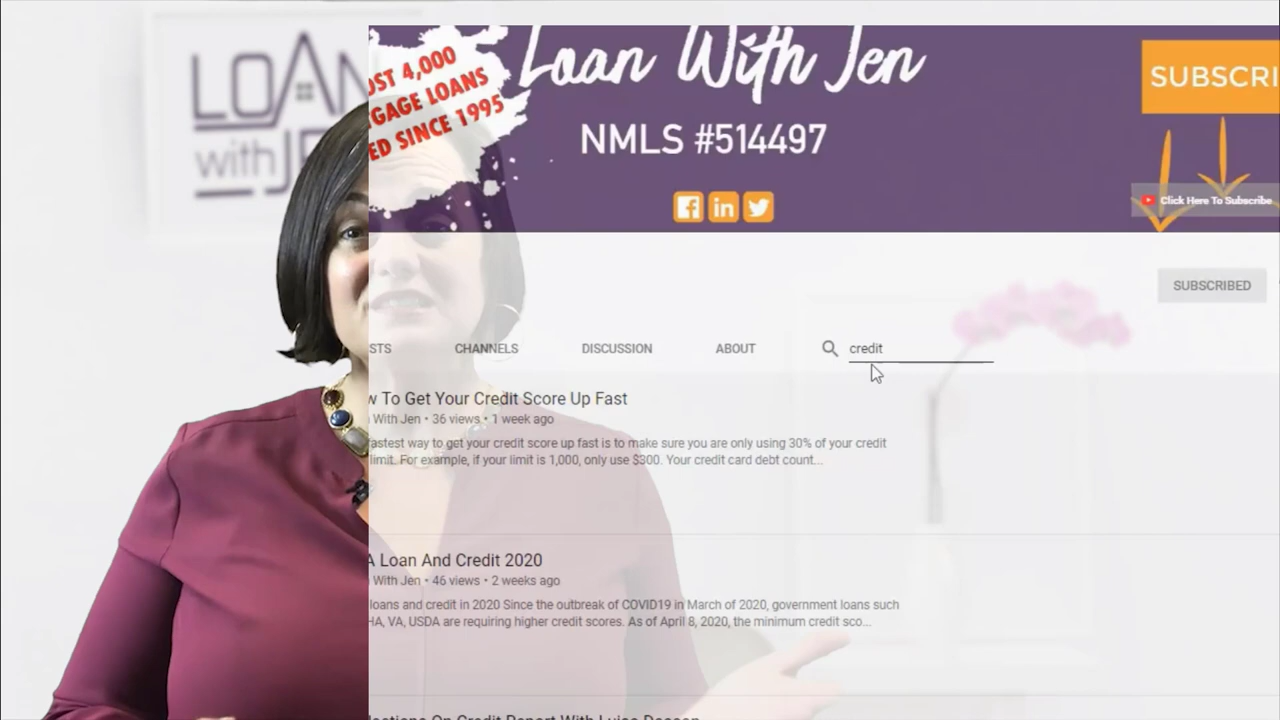 LOAN
with J
OST 4,000
GAGE LOANS
ED SINCE 1995
Loan With Jen
NMLS #514497
SUBSCRI
Click Here To Subscribe
SUBSCRIBED
STS
CHANNELS
DISCUSSION
ABOUT
credit
w To Get Your Credit Score Up Fast
With Jen • 36 views • 1 week ago
fastest way to get your credit score up fast is to make sure you are only using 30% of your credit
limit. For example, if your limit is 1,000, only use $300. Your credit card debt count...
A Loan And Credit 2020
With Jen • 46 views • 2 weeks ago
loans and credit in 2020 Since the outbreak of COVID19 in March of 2020, government loans such
HA, VA, USDA are requiring higher credit scores. As of April 8, 2020, the minimum credit sco...
lections On Credit Report With